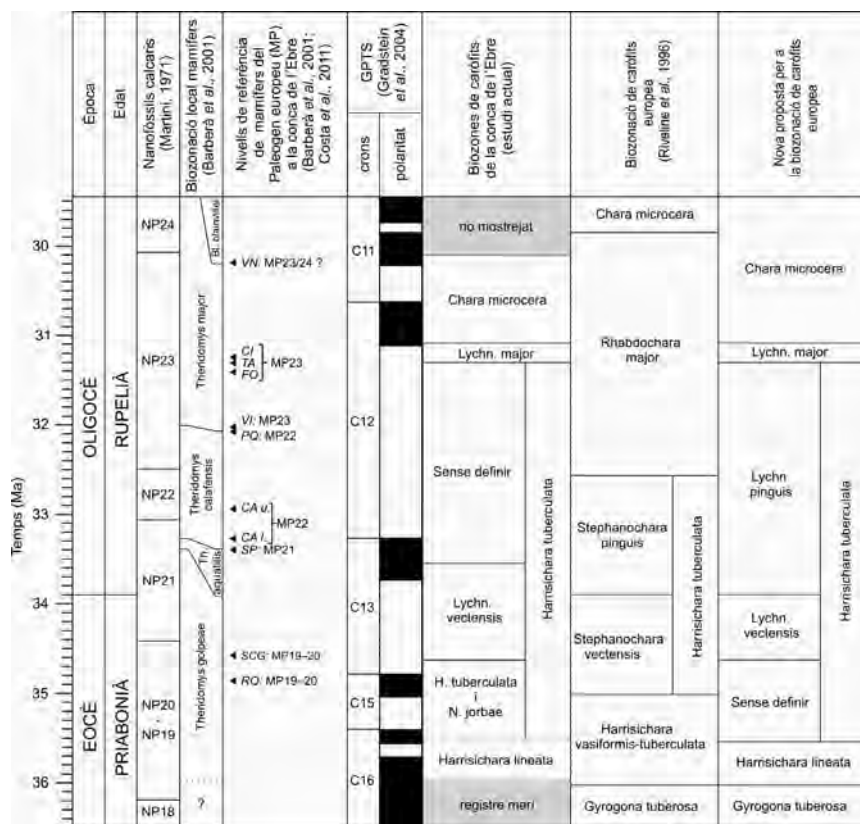 Època
Edat
Nanofòssils calcaris
(Martini, 1971)
Biozonació local mamífers
(Barberà et al., 2001)
Nivells de referència
de mamífers del
Paleogen europeu (MP)
a la conca de l'Ebre
(Barberà et al., 2001;
Costa et al., 2011)
GPTS
(Gradstein
et al., 2004)
crons
polaritat
Biozones de caròfits
de la conca de l'Ebre
(estudi actual)
Biozonació de caròfits
europea
(Riveline et al., 1996)
Nova proposta per a
la biozonació de caròfits
europea
Temps (Ma)
30
31
32
33
34
35
36
OLIGOCÈ
EOCÈ
RUPELIÀ
PRIABONIÀ
NP24
NP23
NP22
NP21
NP20
-
NP19
NP18
Theridomys major
Theridomys
calafensis
Th.
aquatilis
Theridomys golpeae
?
VN: MP23/24 ?
CI
TA
FO
MP23
VI: MP23
PQ: MP22
CA u.
CA l.
MP22
SP: MP21
SCG: MP19–20
RO: MP19–20
C11
C12
C13
C15
C16
no mostrejat
Chara microcera
Lychn. major
Sense definir
Lychn.
vectensis
H. tuberculata
i
N. jorbae
Harrisichara tuberculata
Harrisichara lineata
registre marí
Chara microcera
Rhabdochara
major
Stephanochara
pinguis
Stephanochara
vectensis
Harrisichara tuberculata
Harrisichara
vasiformis-tuberculata
Gyrogona tuberosa
Chara microcera
Lychn. major
Lychn
pinguis
Lychn.
vectensis
Sense definir
Harrisichara tuberculata
Harrisichara lineata
Gyrogona tuberosa